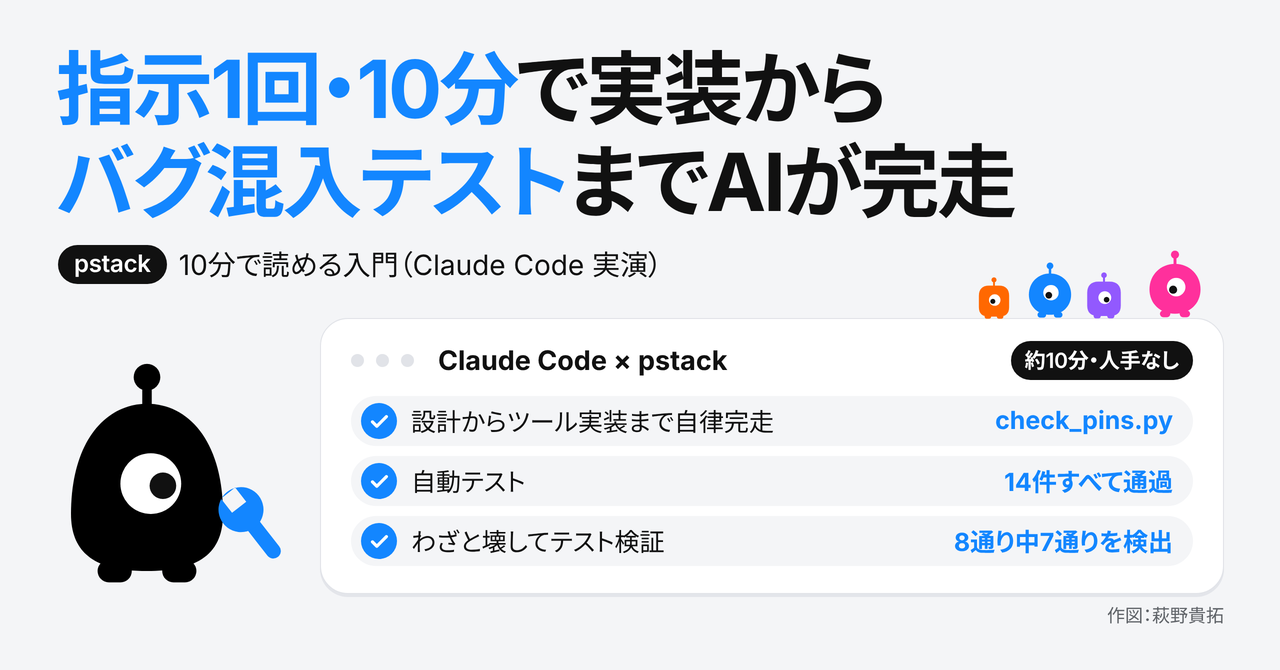 指示1回・10分で実装から
バグ混入テストまでAIが完走
pstack 10分で読める入門（Claude Code 実演）
Claude Code × pstack 約10分・人手なし
設計からツール実装まで自律完走 check_pins.py
自動テスト 14件すべて通過
わざと壊してテスト検証 8通り中7通りを検出
作図：萩野貴拓